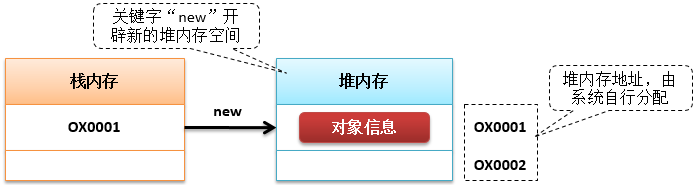 关键字“new”开
辟新的堆内存空间
栈内存
堆内存
堆内存地址，由
系统自行分配
OX0001
new
对象信息
OX0001
OX0002